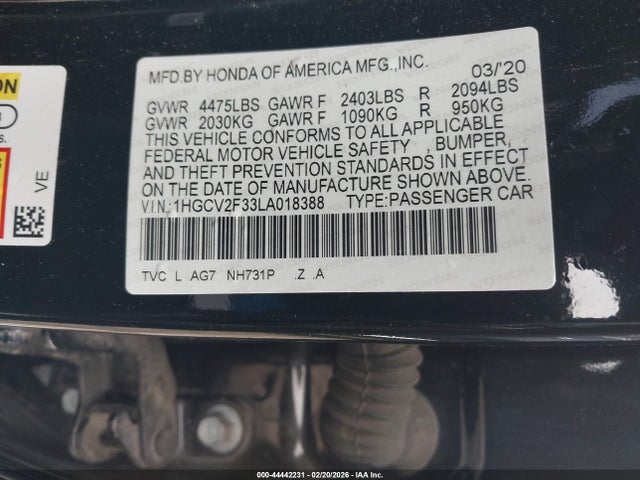 MFD.BY HONDA OF AMERICA MFG.,INC. 03/'20
GVWR 4475LBS GAWR F 2403LBS R 2094LBS
GVWR 2030KG GAWR F 1090KG R 950KG
THIS VEHICLE CONFORMS TO ALL APPLICABLE
FEDERAL MOTOR VEHICLE SAFETY , BUMPER,
AND THEFT PREVENTION STANDARDS IN EFFECT
ON THE DATE OF MANUFACTURE SHOWN ABOVE.
V.I.N.:1HGCV2F33LA018388 TYPE:PASSENGER CAR
TVC L AG7 NH731P .Z .A
ON
s.
VE
000-44442231 - 02/20/2026 - IAA Inc.